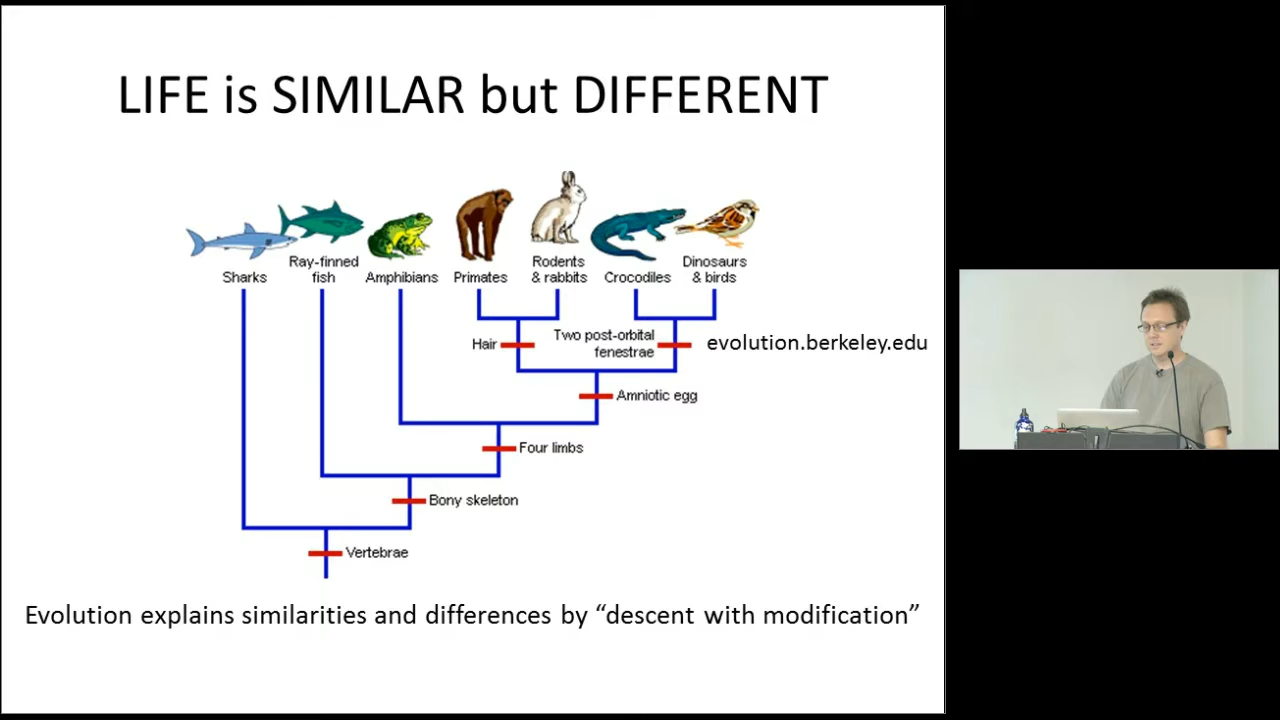 LIFE is SIMILAR but DIFFERENT
Sharks
Ray-finned
fish
Amphibians
Primates
Rodents
& rabbits
Crocodiles
Dinosaurs
& birds
Hair
Two post-orbital
fenestrae
evolution.berkeley.edu
Amniotic egg
Four limbs
Bony skeleton
Vertebrae
Evolution explains similarities and differences by “descent with modification”